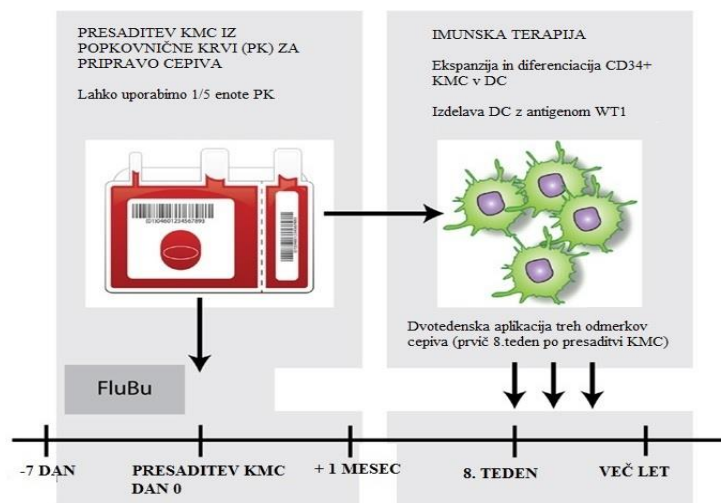 PRESADITEV KMC IZ
POPKOVNIČNE KRVI (PK) ZA
PRIPRAVO CEPIVA
Lahko uporabimo 1/5 enote PK
IMUNSKA TERAPIJA
Ekspanzija in diferenciacija CD34+
KMC v DC
Izdelava DC z antigenom WT1
Dvotedenska aplikacija treh odmerkov
cepiva (prvič 8.teden po presaditvi KMC)
FluBu
-7 DAN
PRESADITEV KMC
DAN 0
+ 1 MESEC
8. TEDEN
VEČ LET